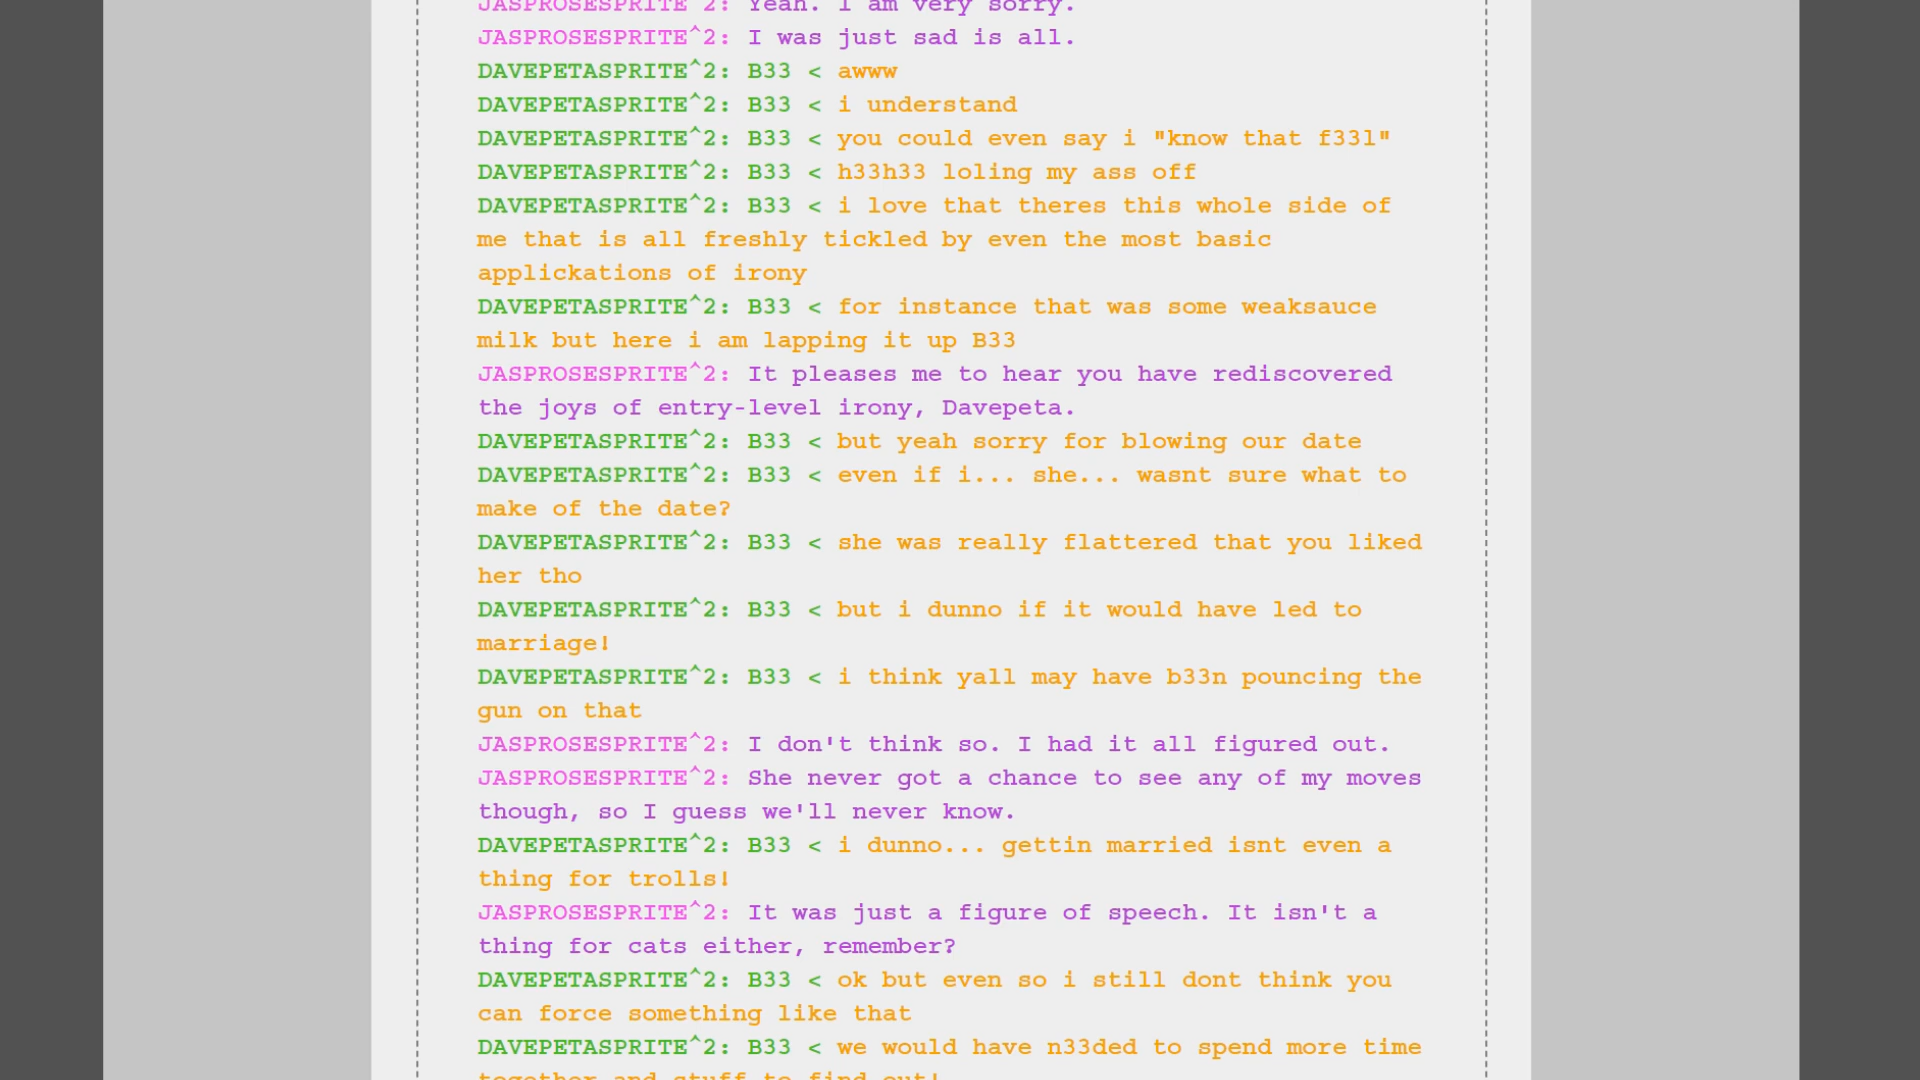 JASPROSESPRITE^2: Yeah. I am very sorry.
JASPROSESPRITE^2: I was just sad is all.
DAVEPETASPRITE^2: B33 < awww
DAVEPETASPRITE^2: B33 < i understand
DAVEPETASPRITE^2: B33 < you could even say i "know that f33l"
DAVEPETASPRITE^2: B33 < h33h33 loling my ass off
DAVEPETASPRITE^2: B33 < i love that theres this whole side of
me that is all freshly tickled by even the most basic
applickations of irony
DAVEPETASPRITE^2: B33 < for instance that was some weaksauce
milk but here i am lapping it up B33
JASPROSESPRITE^2: It pleases me to hear you have rediscovered
the joys of entry-level irony, Davepeta.
DAVEPETASPRITE^2: B33 < but yeah sorry for blowing our date
DAVEPETASPRITE^2: B33 < even if i... she... wasnt sure what to
make of the date?
DAVEPETASPRITE^2: B33 < she was really flattered that you liked
her tho
DAVEPETASPRITE^2: B33 < but i dunno if it would have led to
marriage!
DAVEPETASPRITE^2: B33 < i think yall may have b33n pouncing the
gun on that
JASPROSESPRITE^2: I don't think so. I had it all figured out.
JASPROSESPRITE^2: She never got a chance to see any of my moves
though, so I guess we'll never know.
DAVEPETASPRITE^2: B33 < i dunno... gettin married isnt even a
thing for trolls!
JASPROSESPRITE^2: It was just a figure of speech. It isn't a
thing for cats either, remember?
DAVEPETASPRITE^2: B33 < ok but even so i still dont think you
can force something like that
DAVEPETASPRITE^2: B33 < we would have n33ded to spend more time
together and stuff to find out!